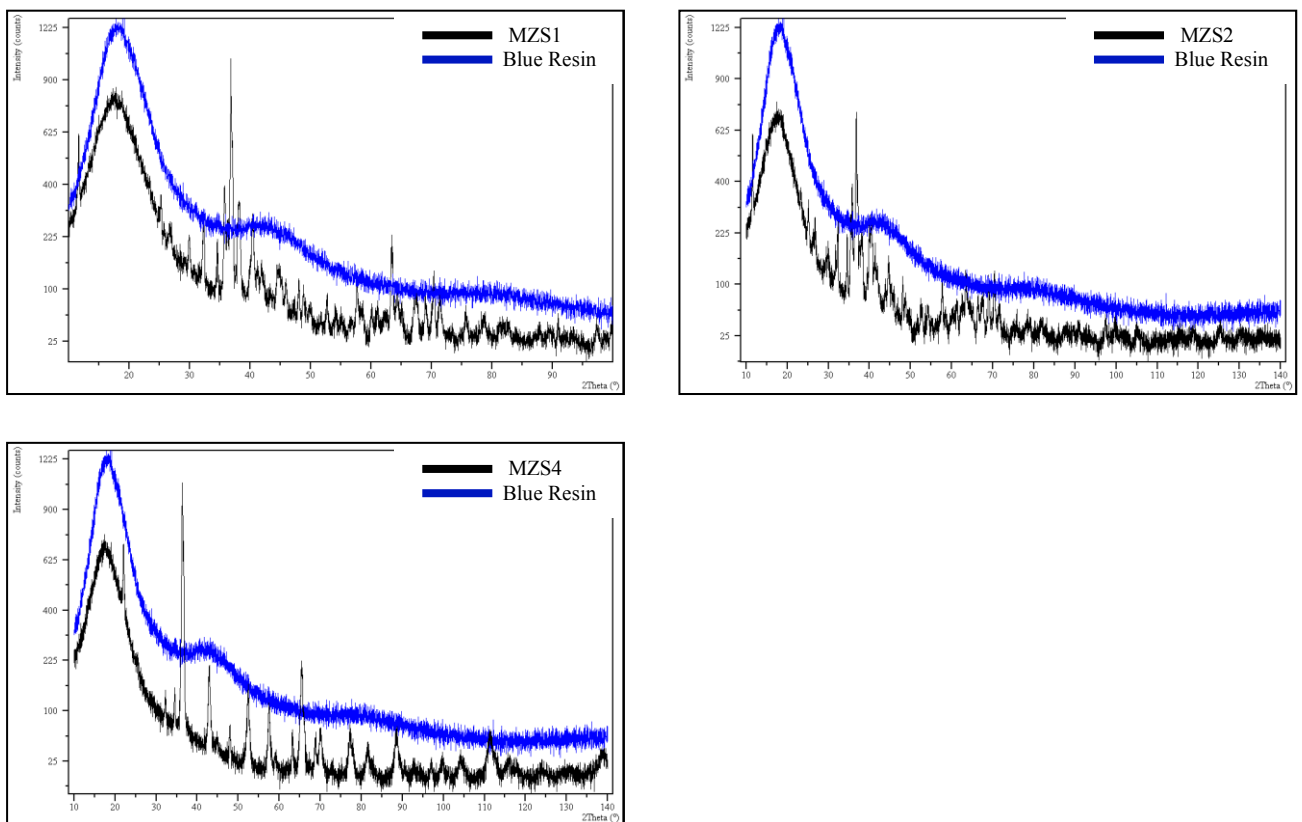 Intensity (counts)
1225
900
625
400
225
100
25
MZS1
Blue Resin
20 30 40 50 60 70 80 90
2Theta (°)
Intensity (counts)
1225
900
625
400
225
100
25
MZS2
Blue Resin
10 20 30 40 50 60 70 80 90 100 110 120 130 140
2Theta (°)
Intensity (counts)
1225
900
625
400
225
100
25
MZS4
Blue Resin
10 20 30 40 50 60 70 80 90 100 110 120 130 140
2Theta (°)